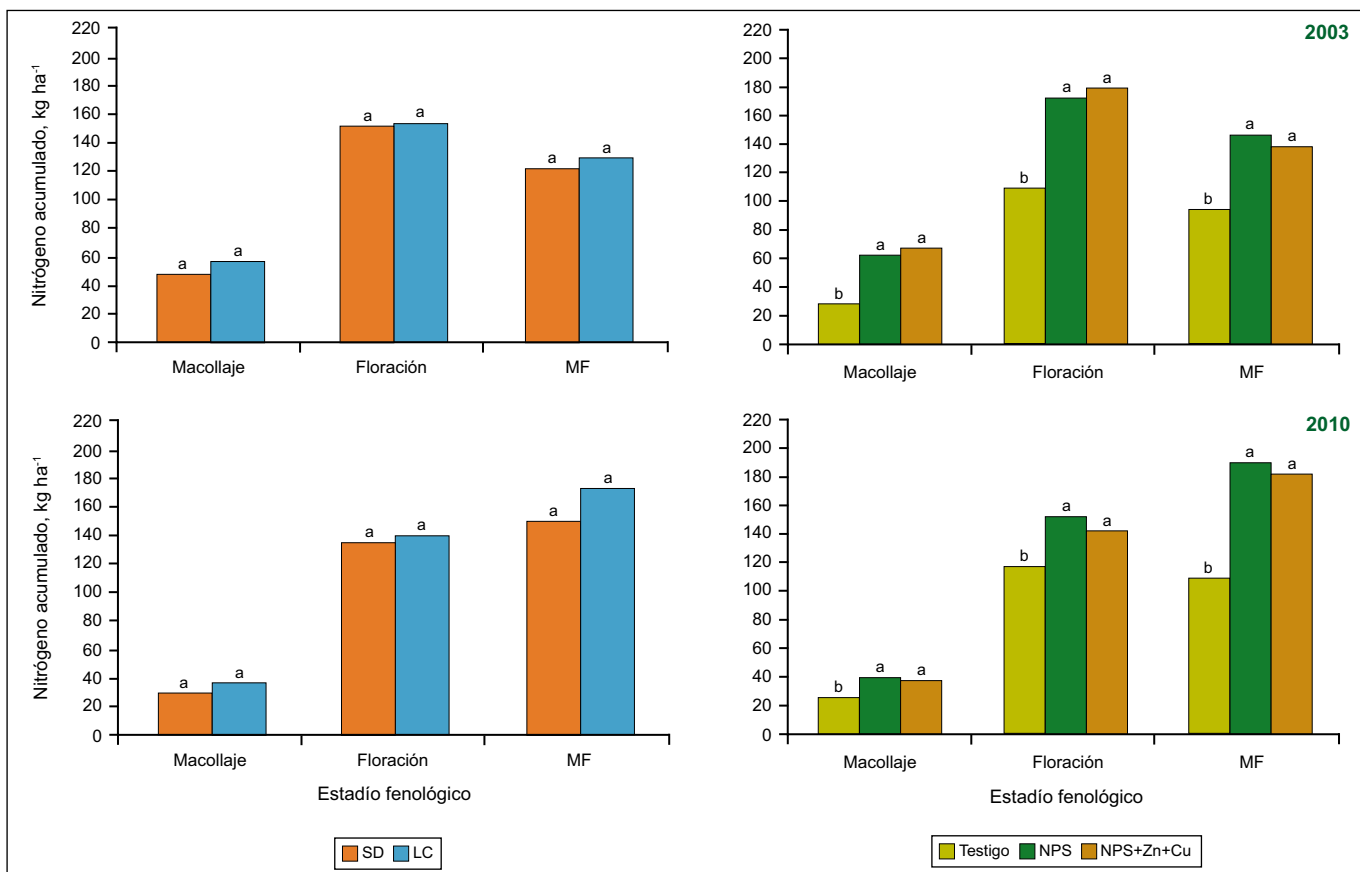 Nitrógeno acumulado, kg ha-1
220
200
180
160
140
120
100
80
60
40
20
0
a a
a a
a a
Macollaje Floración MF
2003
220
200
180
160
140
120
100
80
60
40
20
0
b a a
b a a
b a a
Macollaje Floración MF
Nitrógeno acumulado, kg ha-1
220
200
180
160
140
120
100
80
60
40
20
0
a a
a a
a a
Macollaje Floración MF
Estadío fenológico
SD LC
2010
220
200
180
160
140
120
100
80
60
40
20
0
b a a
b a a
b a a
Macollaje Floración MF
Estadío fenológico
Testigo NPS NPS+Zn+Cu